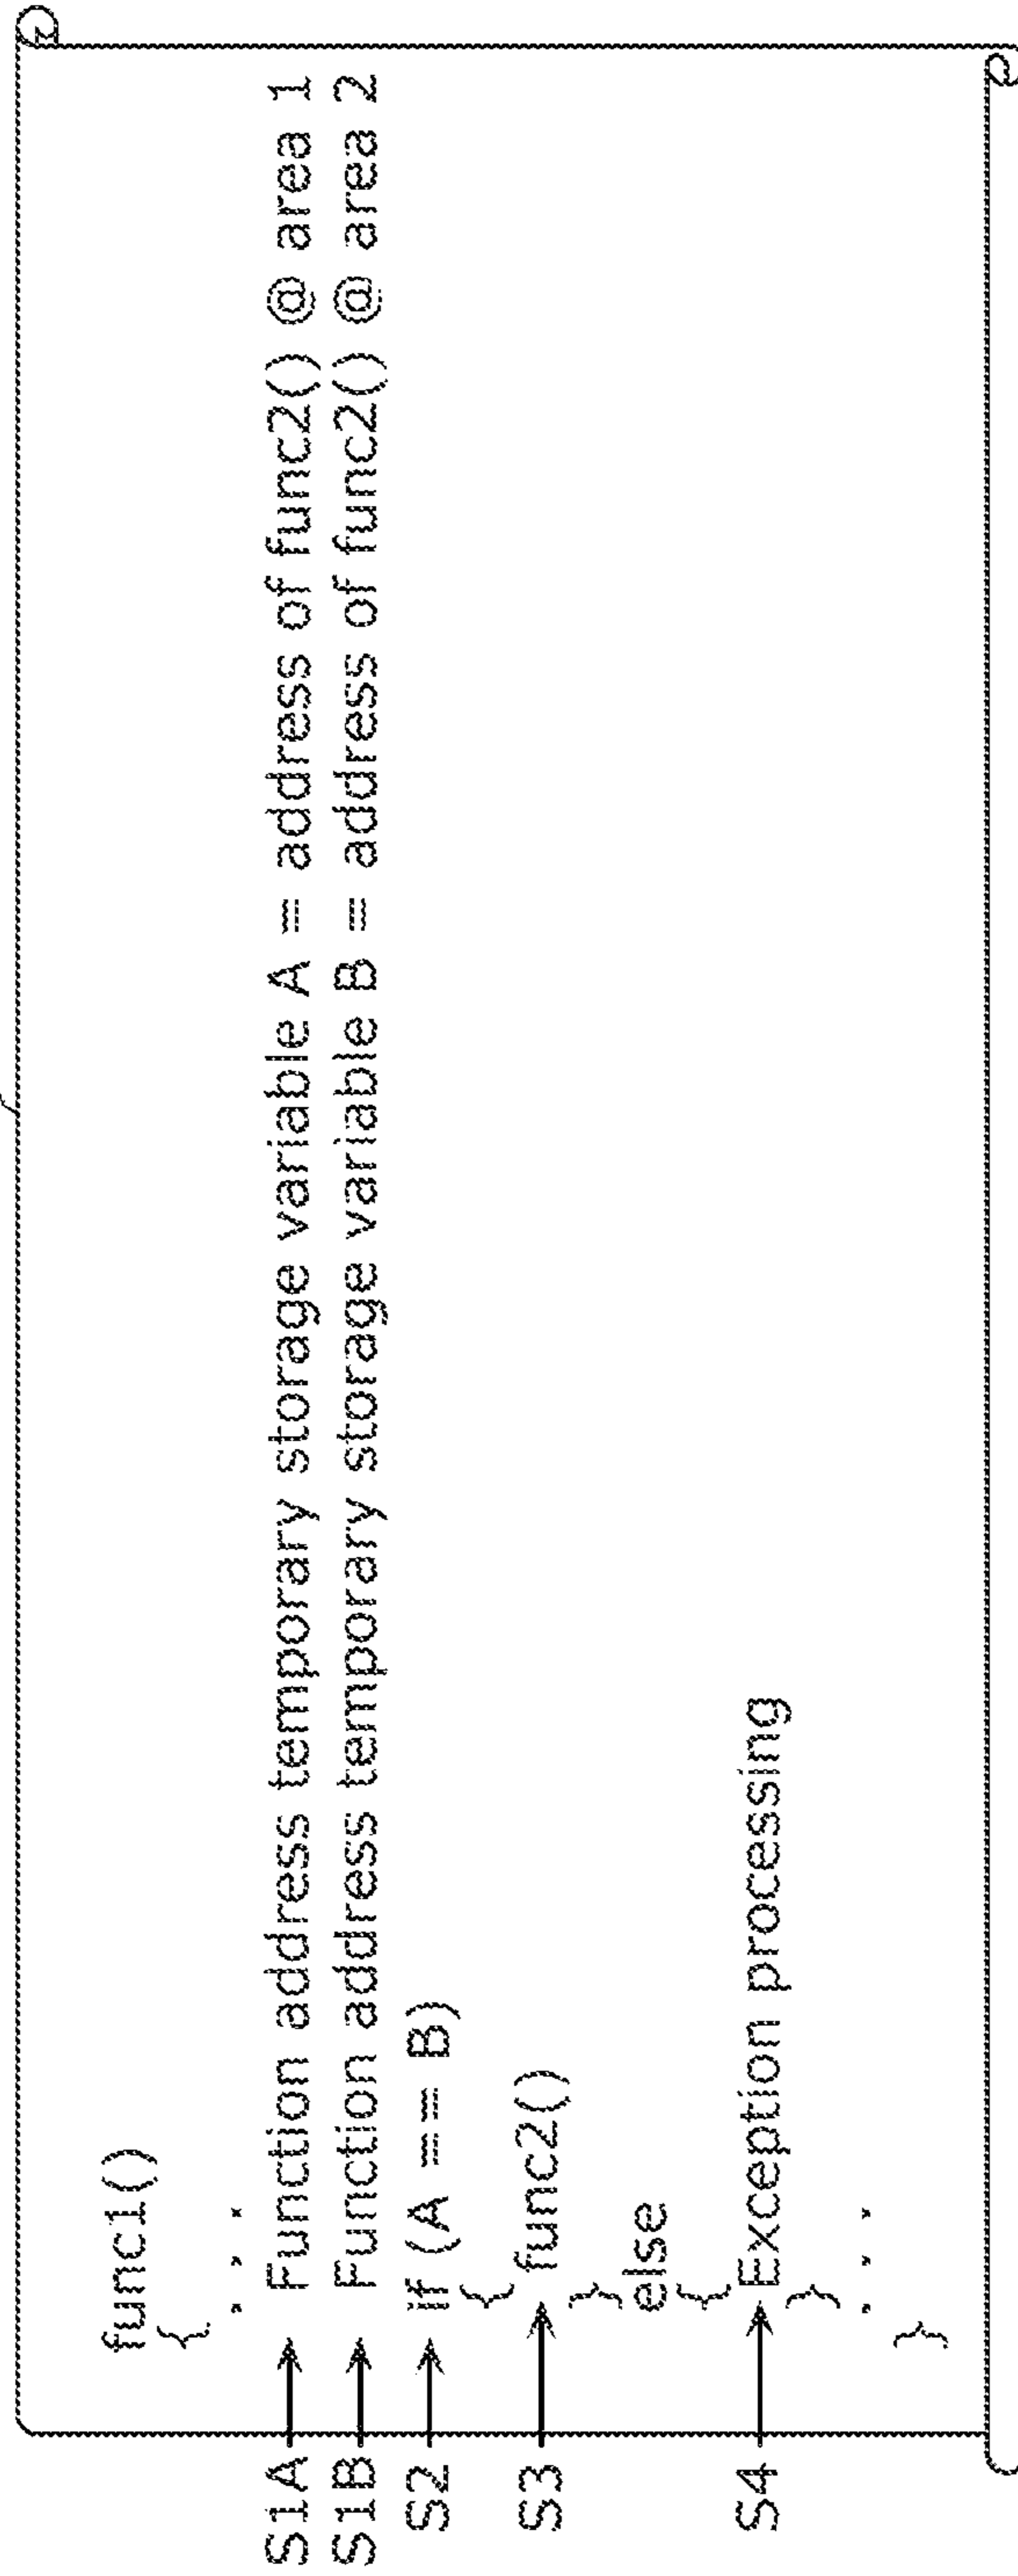 func1()
{
. . .
S1A Function address temporary storage variable A = address of func2() @ area 1
S1B Function address temporary storage variable B = address of func2() @ area 2
S2 if (A == B)
{
S3 func2()
}
else
{
S4 Exception processing
}
. . .
}